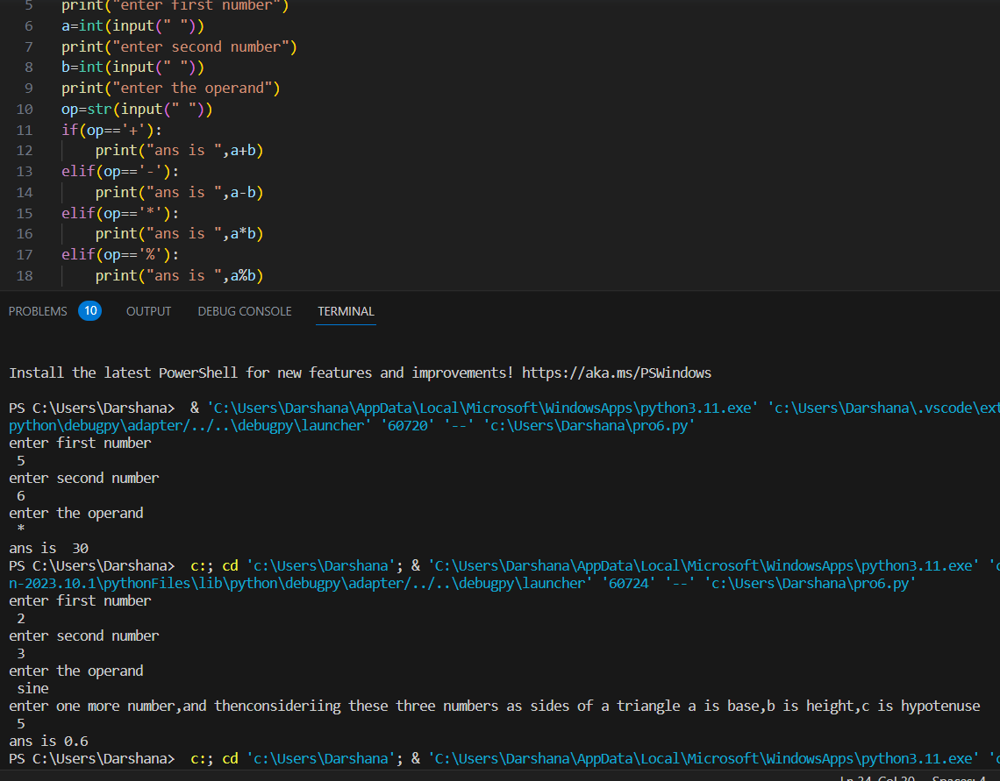 5 print("enter first number")
6 a=int(input(" "))
7 print("enter second number")
8 b=int(input(" "))
9 print("enter the operand")
10 op=str(input(" "))
11 if(op=='+'):
12 print("ans is ",a+b)
13 elif(op=='-'):
14 print("ans is ",a-b)
15 elif(op=='*'):
16 print("ans is ",a*b)
17 elif(op=='%'):
18 print("ans is ",a%b)
PROBLEMS 10 OUTPUT DEBUG CONSOLE TERMINAL
Install the latest PowerShell for new features and improvements! https://aka.ms/PSWindows
PS C:\Users\Darshana> & 'C:\Users\Darshana\AppData\Local\Microsoft\WindowsApps\python3.11.exe' 'c:\Users\Darshana\.vscode\ext
python\debugpy\adapter/../..\debugpy\launcher' '60720' '--' 'c:\Users\Darshana\pro6.py'
enter first number
5
enter second number
6
enter the operand
*
ans is  30
PS C:\Users\Darshana> c:; cd 'c:\Users\Darshana'; & 'C:\Users\Darshana\AppData\Local\Microsoft\WindowsApps\python3.11.exe' 'c
n-2023.10.1\pythonFiles\lib\python\debugpy\adapter/../..\debugpy\launcher' '60724' '--' 'c:\Users\Darshana\pro6.py'
enter first number
2
enter second number
3
enter the operand
sine
enter one more number,and thenconsideriing these three numbers as sides of a triangle a is base,b is height,c is hypotenuse
5
ans is 0.6
PS C:\Users\Darshana> c:; cd 'c:\Users\Darshana'; & 'C:\Users\Darshana\AppData\Local\Microsoft\WindowsApps\python3.11.exe' 'c